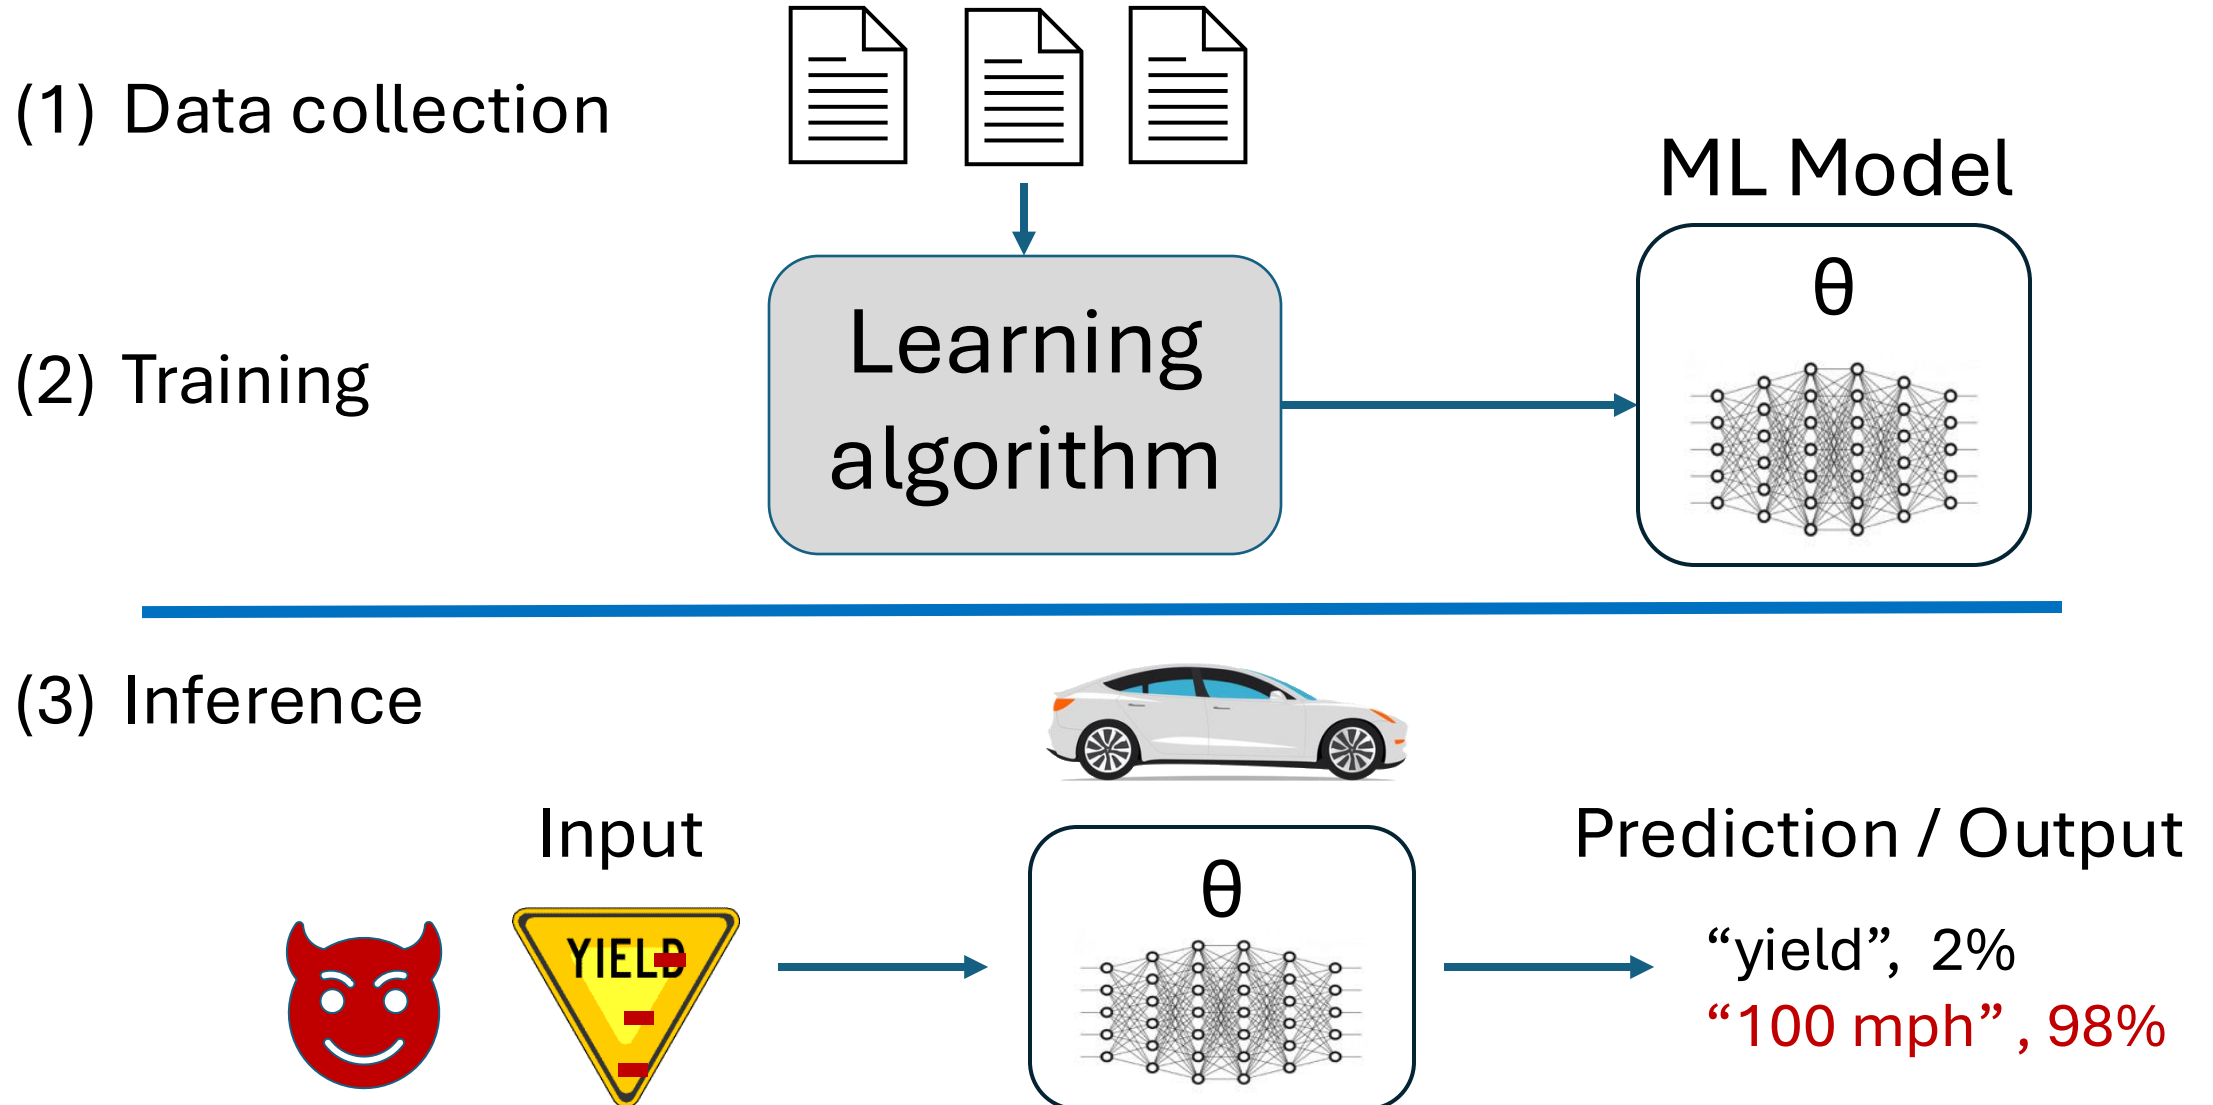 (1) Data collection
ML Model
θ
Learning
algorithm
(2) Training
(3) Inference
Input
Prediction / Output
θ
YIELD
“yield”, 2%
“100 mph” , 98%